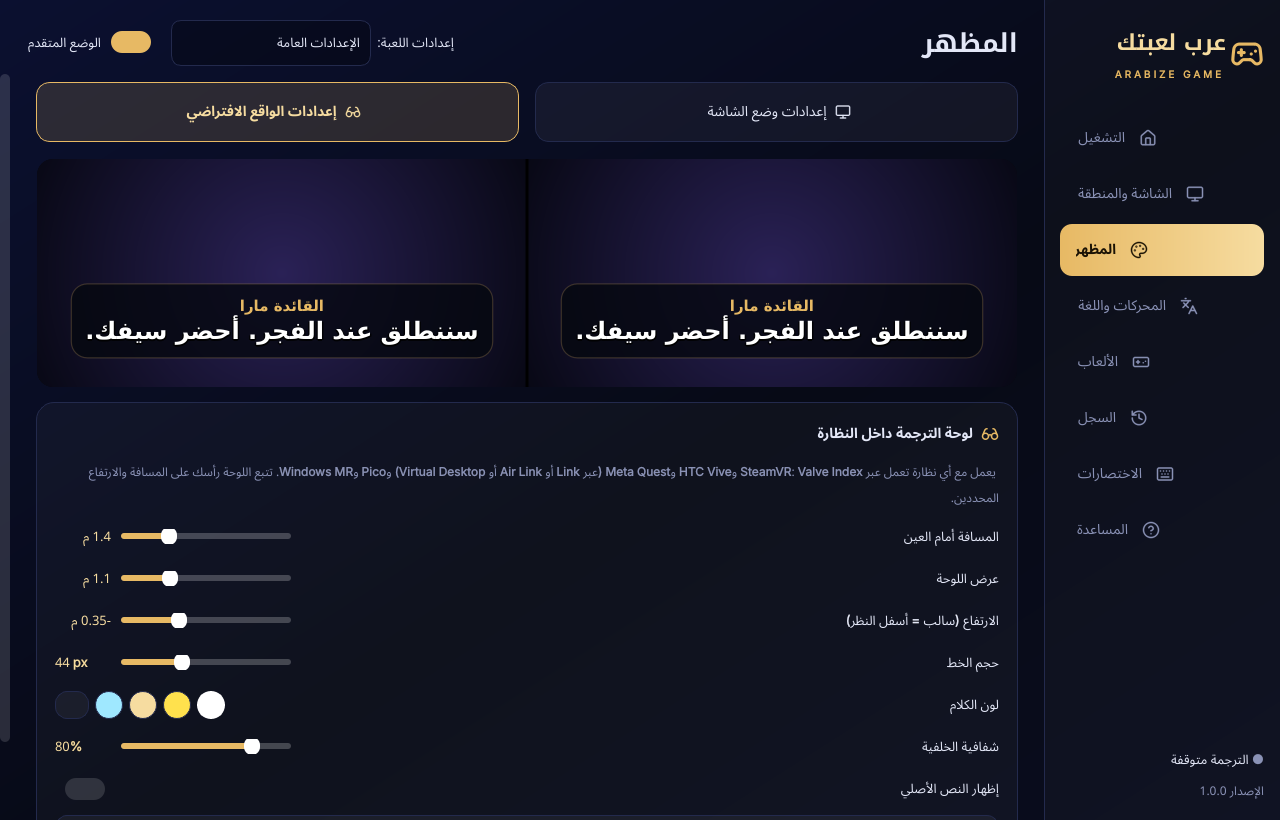 عرب لعبتك
ARABIZE GAME
التشغيل
الشاشة والمنطقة
المظهر
المحركات واللغة
الألعاب
السجل
الاختصارات
المساعدة
الترجمة متوقفة
الإصدار 1.0.0
المظهر
إعدادات اللعبة:
الإعدادات العامة
الوضع المتقدم
إعدادات وضع الشاشة
إعدادات الواقع الافتراضي
القائدة مارا
سننطلق عند الفجر. أحضر سيفك.
القائدة مارا
سننطلق عند الفجر. أحضر سيفك.
لوحة الترجمة داخل النظارة
يعمل مع أي نظارة تعمل عبر SteamVR: Valve Index وHTC Vive وMeta Quest (عبر Link أو Air Link أو Virtual Desktop) وPico وWindows MR. تتبع اللوحة رأسك على المسافة والارتفاع
المحددين.
المسافة أمام العين
1.4 م
عرض اللوحة
1.1 م
الارتفاع (سالب = أسفل النظر)
-0.35 م
حجم الخط
44 px
لون الكلام
شفافية الخلفية
80%
إظهار النص الأصلي